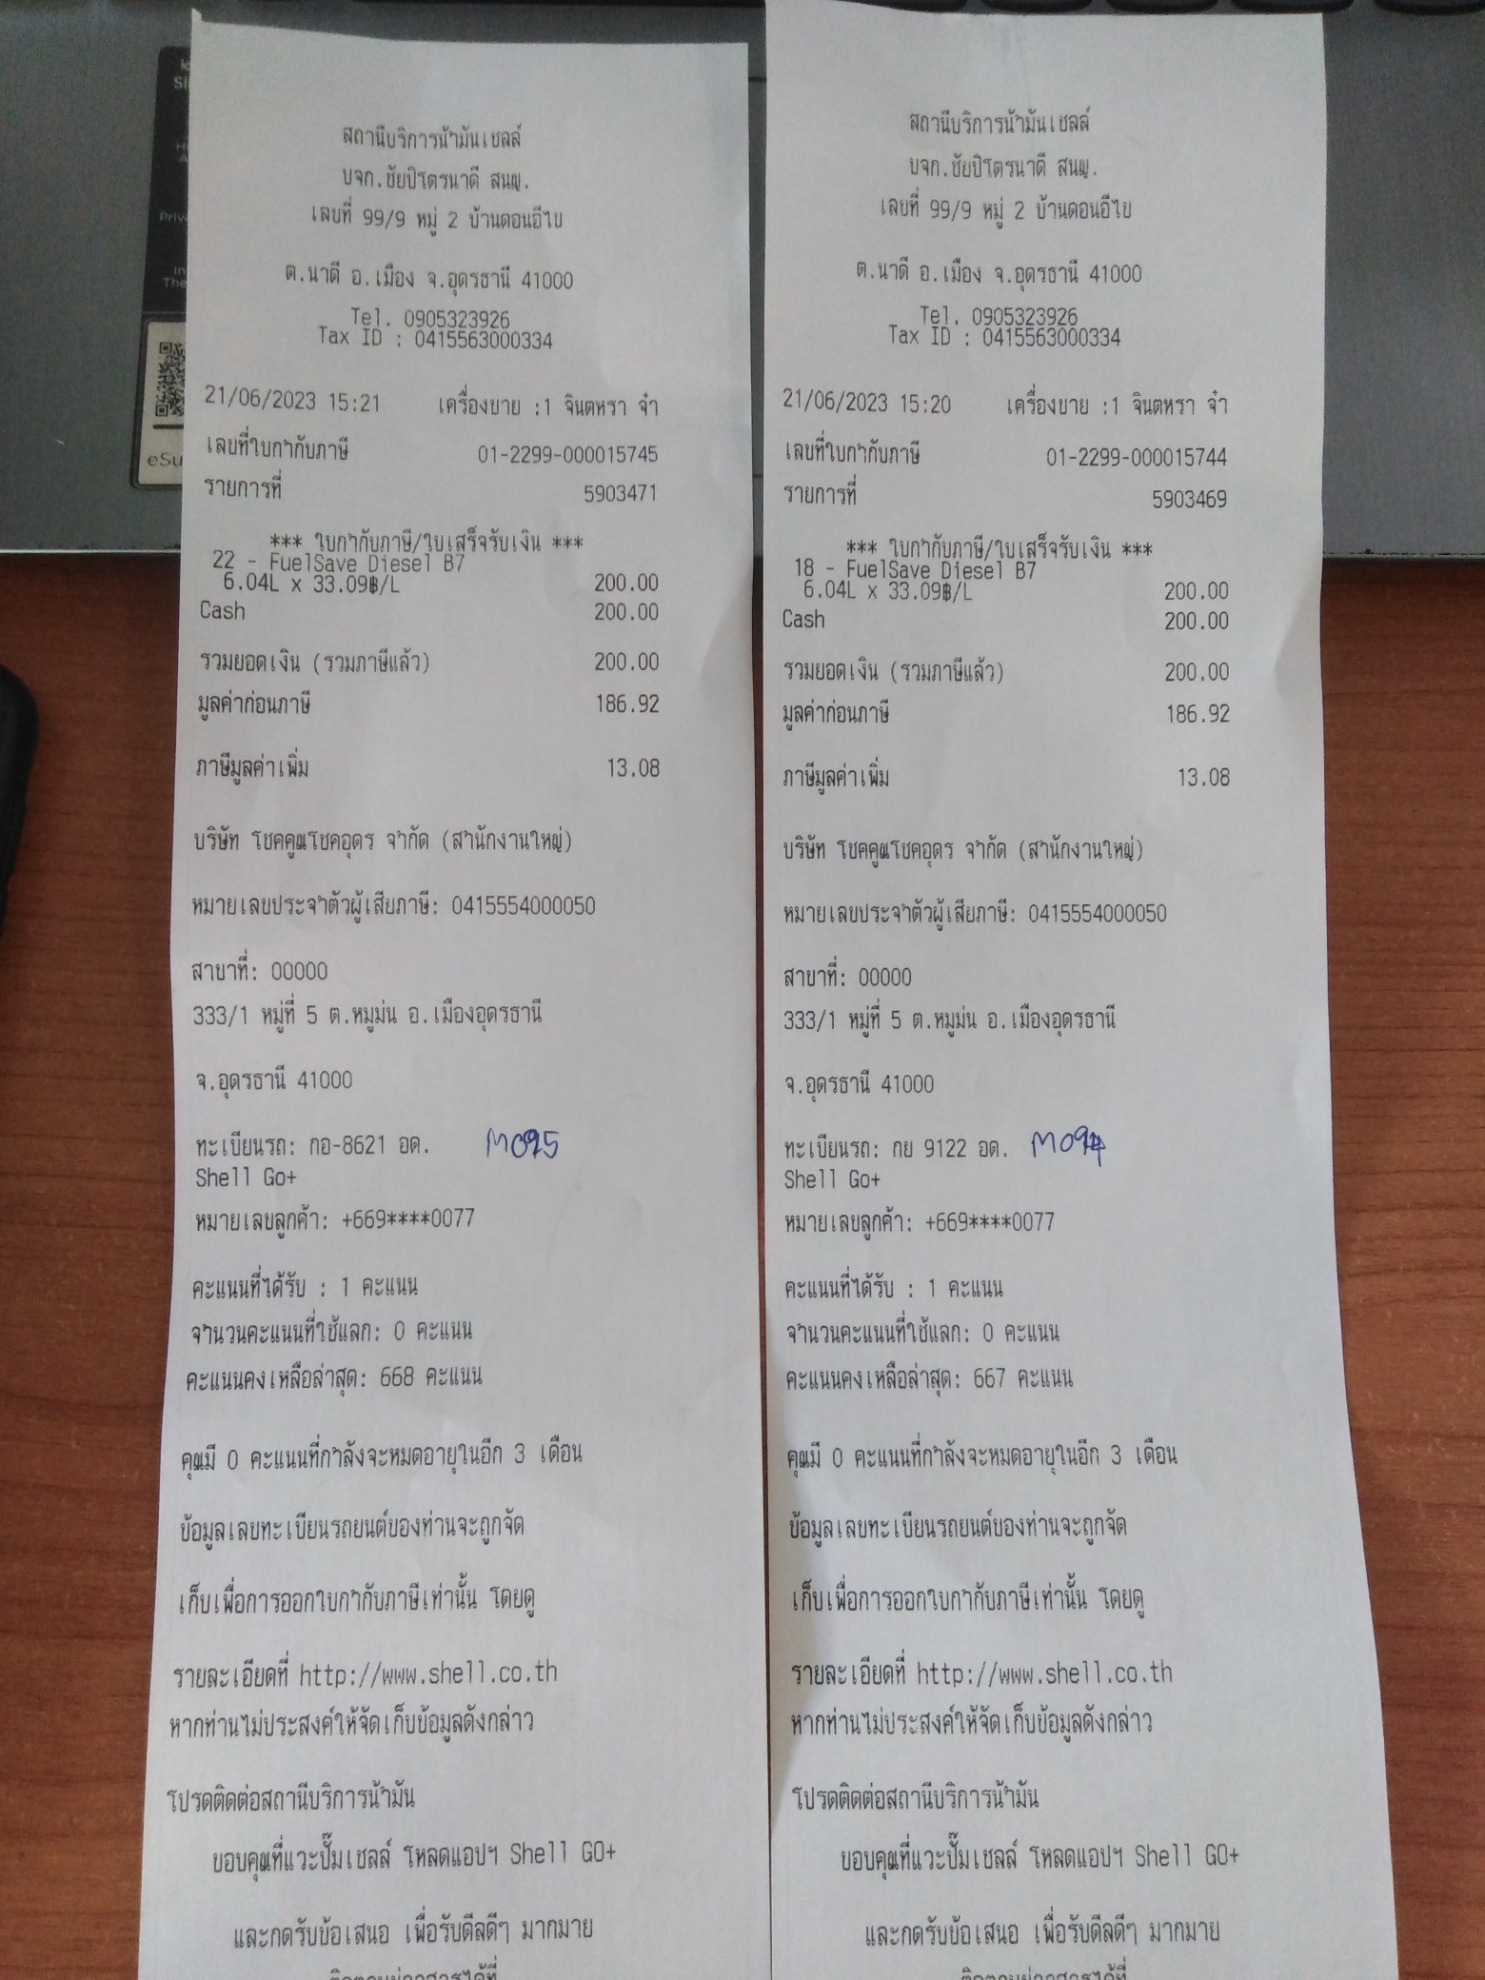 สถานีบริการน้ำมันเชลล์
บจก.ชัยปิโตรนาดี สนญ.
เลขที่ 99/9 หมู่ 2 บ้านดอนอีไข
ต.นาดี อ.เมือง จ.อุดรธานี 41000
Tel. 0905323926
Tax ID : 0415563000334
21/06/2023 15:21 เครื่องขาย :1 จินตหรา จำ
เลขที่ใบกำกับภาษี 01-2299-000015745
รายการที่ 5903471
*** ใบกำกับภาษี/ใบเสร็จรับเงิน ***
22 - FuelSave Diesel B7
6.04L x 33.09฿/L 200.00
Cash 200.00
รวมยอดเงิน (รวมภาษีแล้ว) 200.00
มูลค่าก่อนภาษี 186.92
ภาษีมูลค่าเพิ่ม 13.08
บริษัท โชคคูณโชคอุดร จำกัด (สำนักงานใหญ่)
หมายเลขประจำตัวผู้เสียภาษี: 0415554000050
สาขาที่: 00000
333/1 หมู่ที่ 5 ต.หมูม่น อ.เมืองอุดรธานี
จ.อุดรธานี 41000
ทะเบียนรถ: กอ-8621 อด. M095
Shell Go+
หมายเลขลูกค้า: +669****0077
คะแนนที่ได้รับ : 1 คะแนน
จำนวนคะแนนที่ใช้แลก: 0 คะแนน
คะแนนคงเหลือล่าสุด: 668 คะแนน
คุณมี 0 คะแนนที่กำลังจะหมดอายุในอีก 3 เดือน
ข้อมูลเลขทะเบียนรถยนต์ของท่านจะถูกจัด
เก็บเพื่อการออกใบกำกับภาษีเท่านั้น โดยดู
รายละเอียดที่ http://www.shell.co.th
หากท่านไม่ประสงค์ให้จัดเก็บข้อมูลดังกล่าว
โปรดติดต่อสถานีบริการน้ำมัน
ขอบคุณที่แวะปั๊มเชลล์ โหลดแอปฯ Shell GO+
และกดรับข้อเสนอ เพื่อรับดีลดีๆ มากมาย
สถานีบริการน้ำมันเชลล์
บจก.ชัยปิโตรนาดี สนญ.
เลขที่ 99/9 หมู่ 2 บ้านดอนอีไข
ต.นาดี อ.เมือง จ.อุดรธานี 41000
Tel. 0905323926
Tax ID : 0415563000334
21/06/2023 15:20 เครื่องขาย :1 จินตหรา จำ
เลขที่ใบกำกับภาษี 01-2299-000015744
รายการที่ 5903469
*** ใบกำกับภาษี/ใบเสร็จรับเงิน ***
18 - FuelSave Diesel B7
6.04L x 33.09฿/L 200.00
Cash 200.00
รวมยอดเงิน (รวมภาษีแล้ว) 200.00
มูลค่าก่อนภาษี 186.92
ภาษีมูลค่าเพิ่ม 13.08
บริษัท โชคคูณโชคอุดร จำกัด (สำนักงานใหญ่)
หมายเลขประจำตัวผู้เสียภาษี: 0415554000050
สาขาที่: 00000
333/1 หมู่ที่ 5 ต.หมูม่น อ.เมืองอุดรธานี
จ.อุดรธานี 41000
ทะเบียนรถ: กย 9122 อด. M094
Shell Go+
หมายเลขลูกค้า: +669****0077
คะแนนที่ได้รับ : 1 คะแนน
จำนวนคะแนนที่ใช้แลก: 0 คะแนน
คะแนนคงเหลือล่าสุด: 667 คะแนน
คุณมี 0 คะแนนที่กำลังจะหมดอายุในอีก 3 เดือน
ข้อมูลเลขทะเบียนรถยนต์ของท่านจะถูกจัด
เก็บเพื่อการออกใบกำกับภาษีเท่านั้น โดยดู
รายละเอียดที่ http://www.shell.co.th
หากท่านไม่ประสงค์ให้จัดเก็บข้อมูลดังกล่าว
โปรดติดต่อสถานีบริการน้ำมัน
ขอบคุณที่แวะปั๊มเชลล์ โหลดแอปฯ Shell GO+
และกดรับข้อเสนอ เพื่อรับดีลดีๆ มากมาย